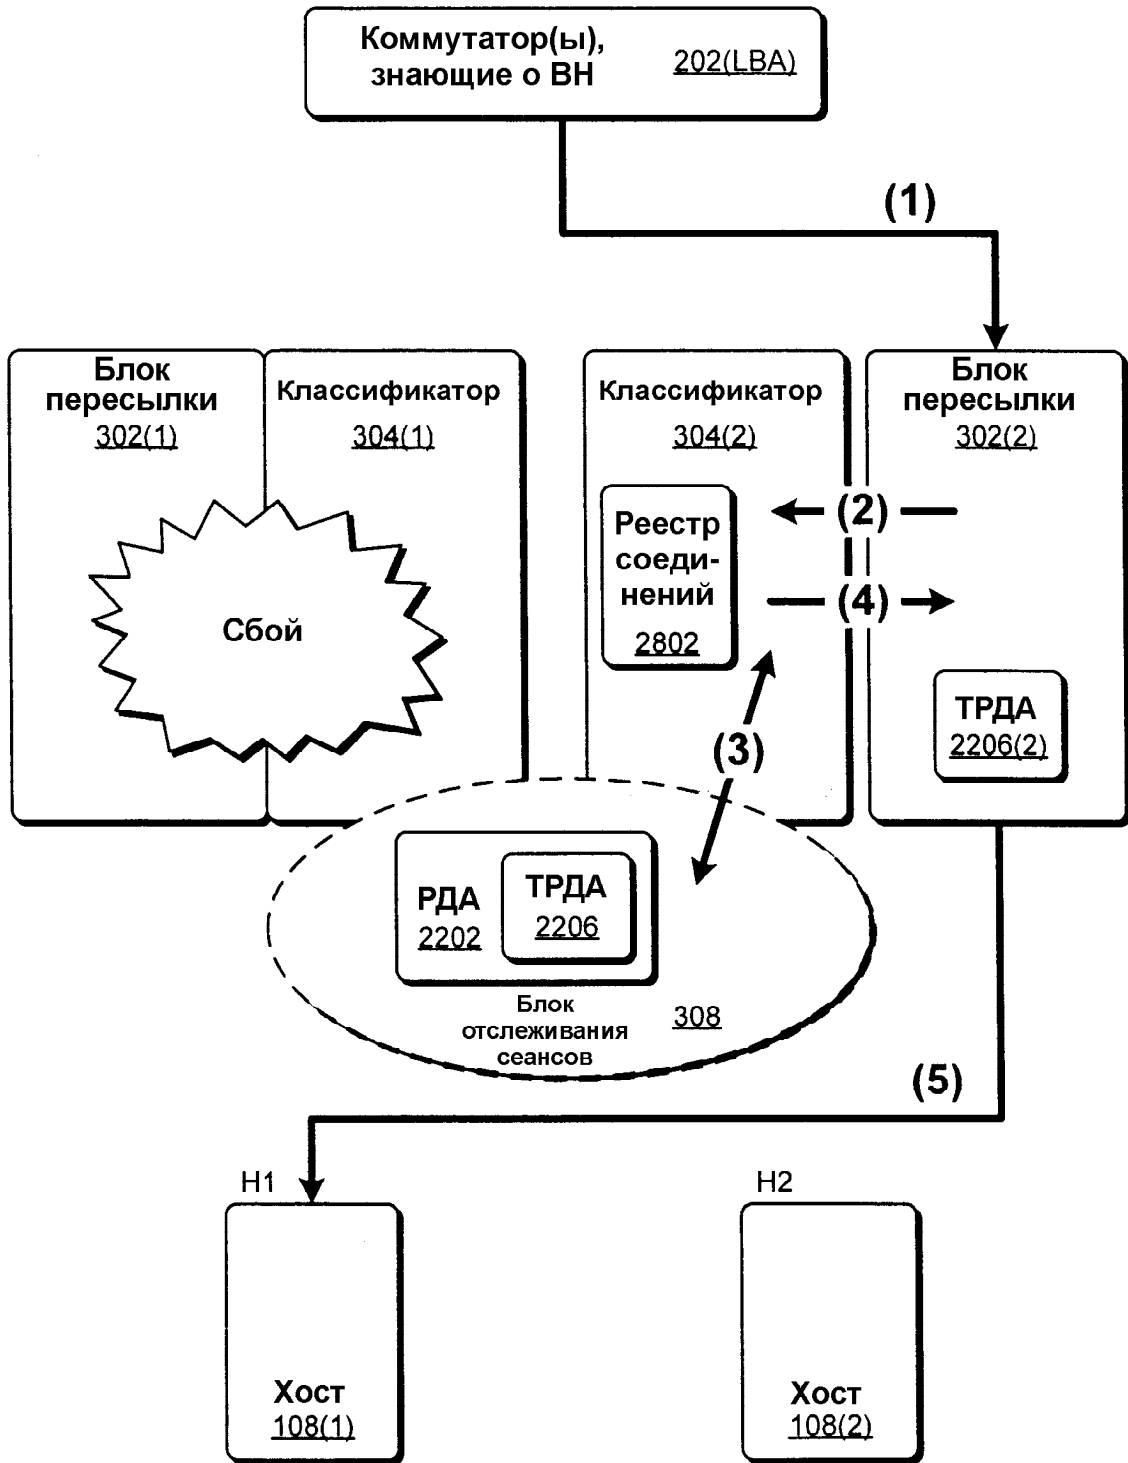 Коммутатор(ы),
знающие о ВН
202(LBA)
(1)
Блок
пересылки
302(1)
Классификатор
304(1)
Классификатор
304(2)
Блок
пересылки
302(2)
Сбой
Реестр
соеди-
нений
2802
(2)
(4)
ТРДА
2206(2)
(3)
РДА
2202
ТРДА
2206
Блок
отслеживания
сеансов
308
(5)
H1
H2
Хост
108(1)
Хост
108(2)